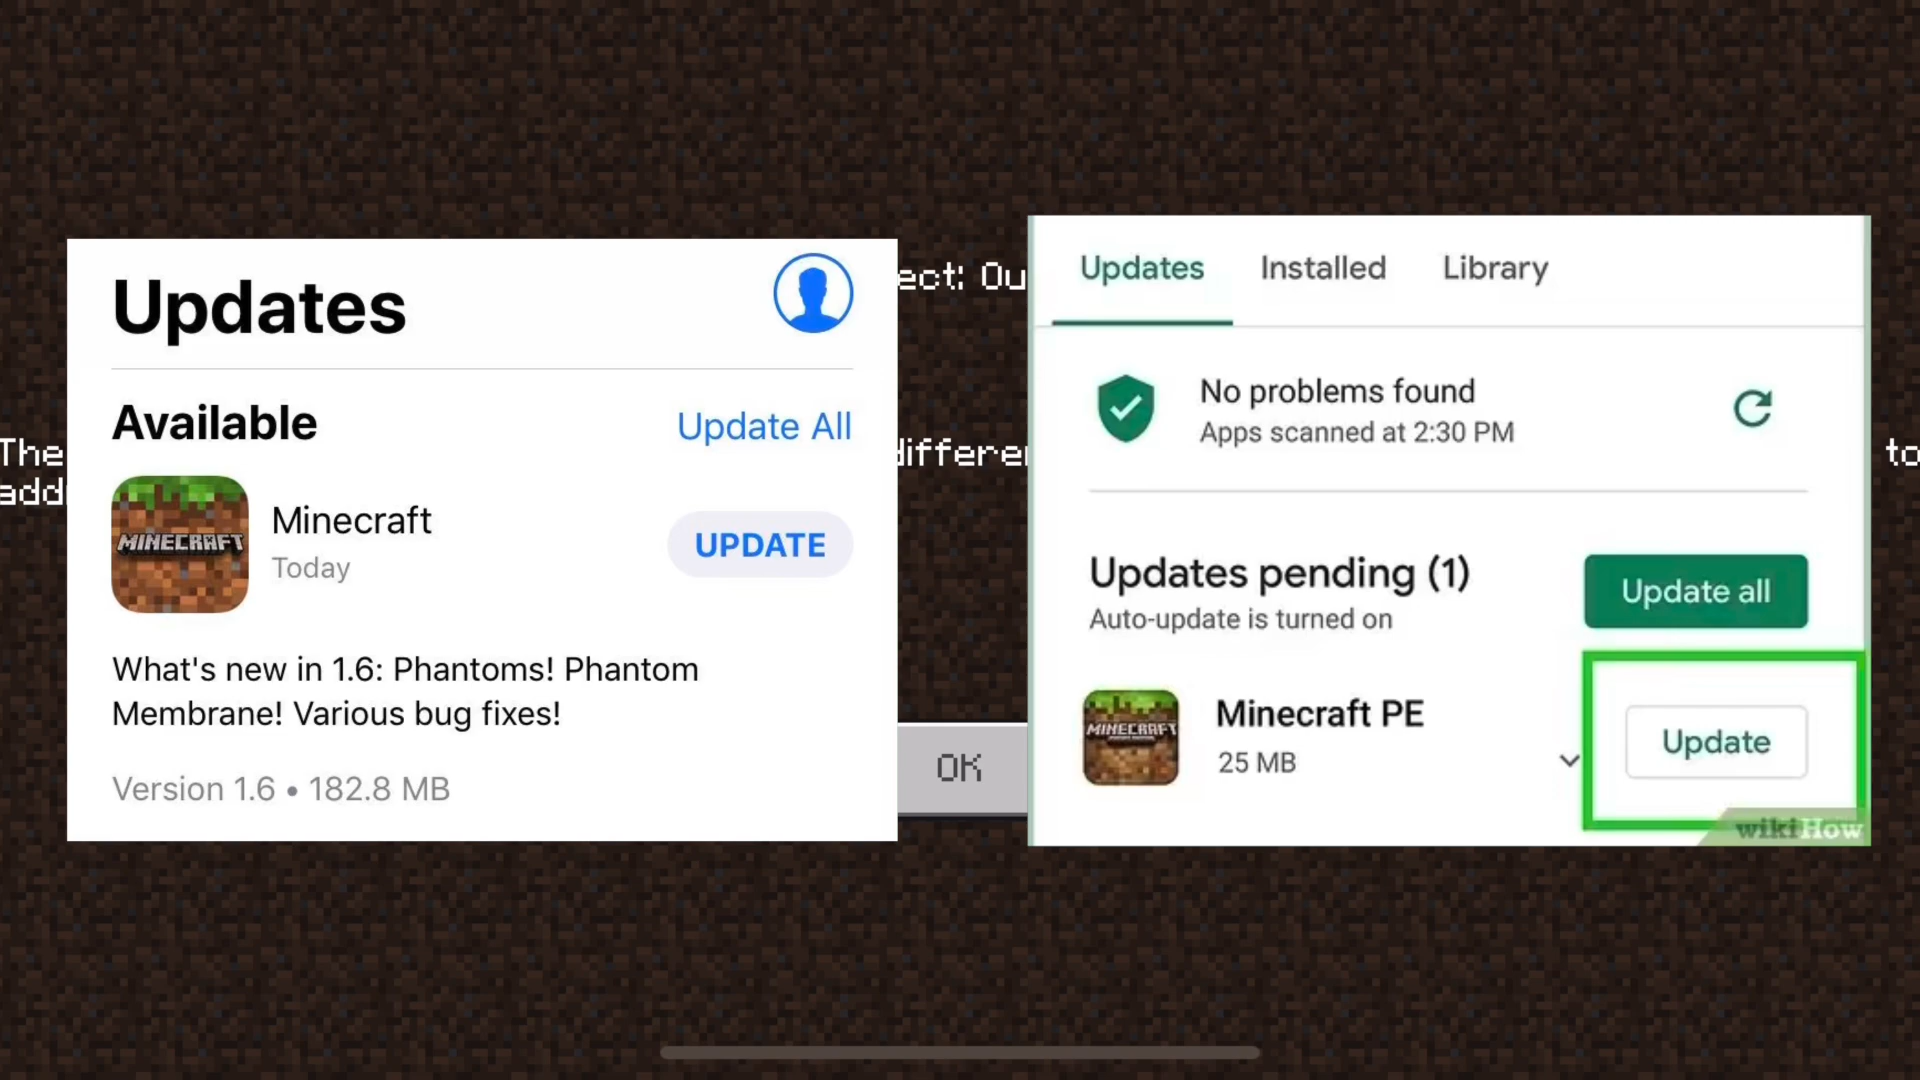 Updates
Available
Update All
MINECRAFT
Minecraft
Today
UPDATE
What's new in 1.6: Phantoms! Phantom
Membrane! Various bug fixes!
Version 1.6 • 182.8 MB
ect: Ou
The
differe
to
add
OK
Updates Installed Library
No problems found
Apps scanned at 2:30 PM
Updates pending (1)
Auto-update is turned on
Update all
MINECRAFT
Minecraft PE
25 MB
Update
wikiHow